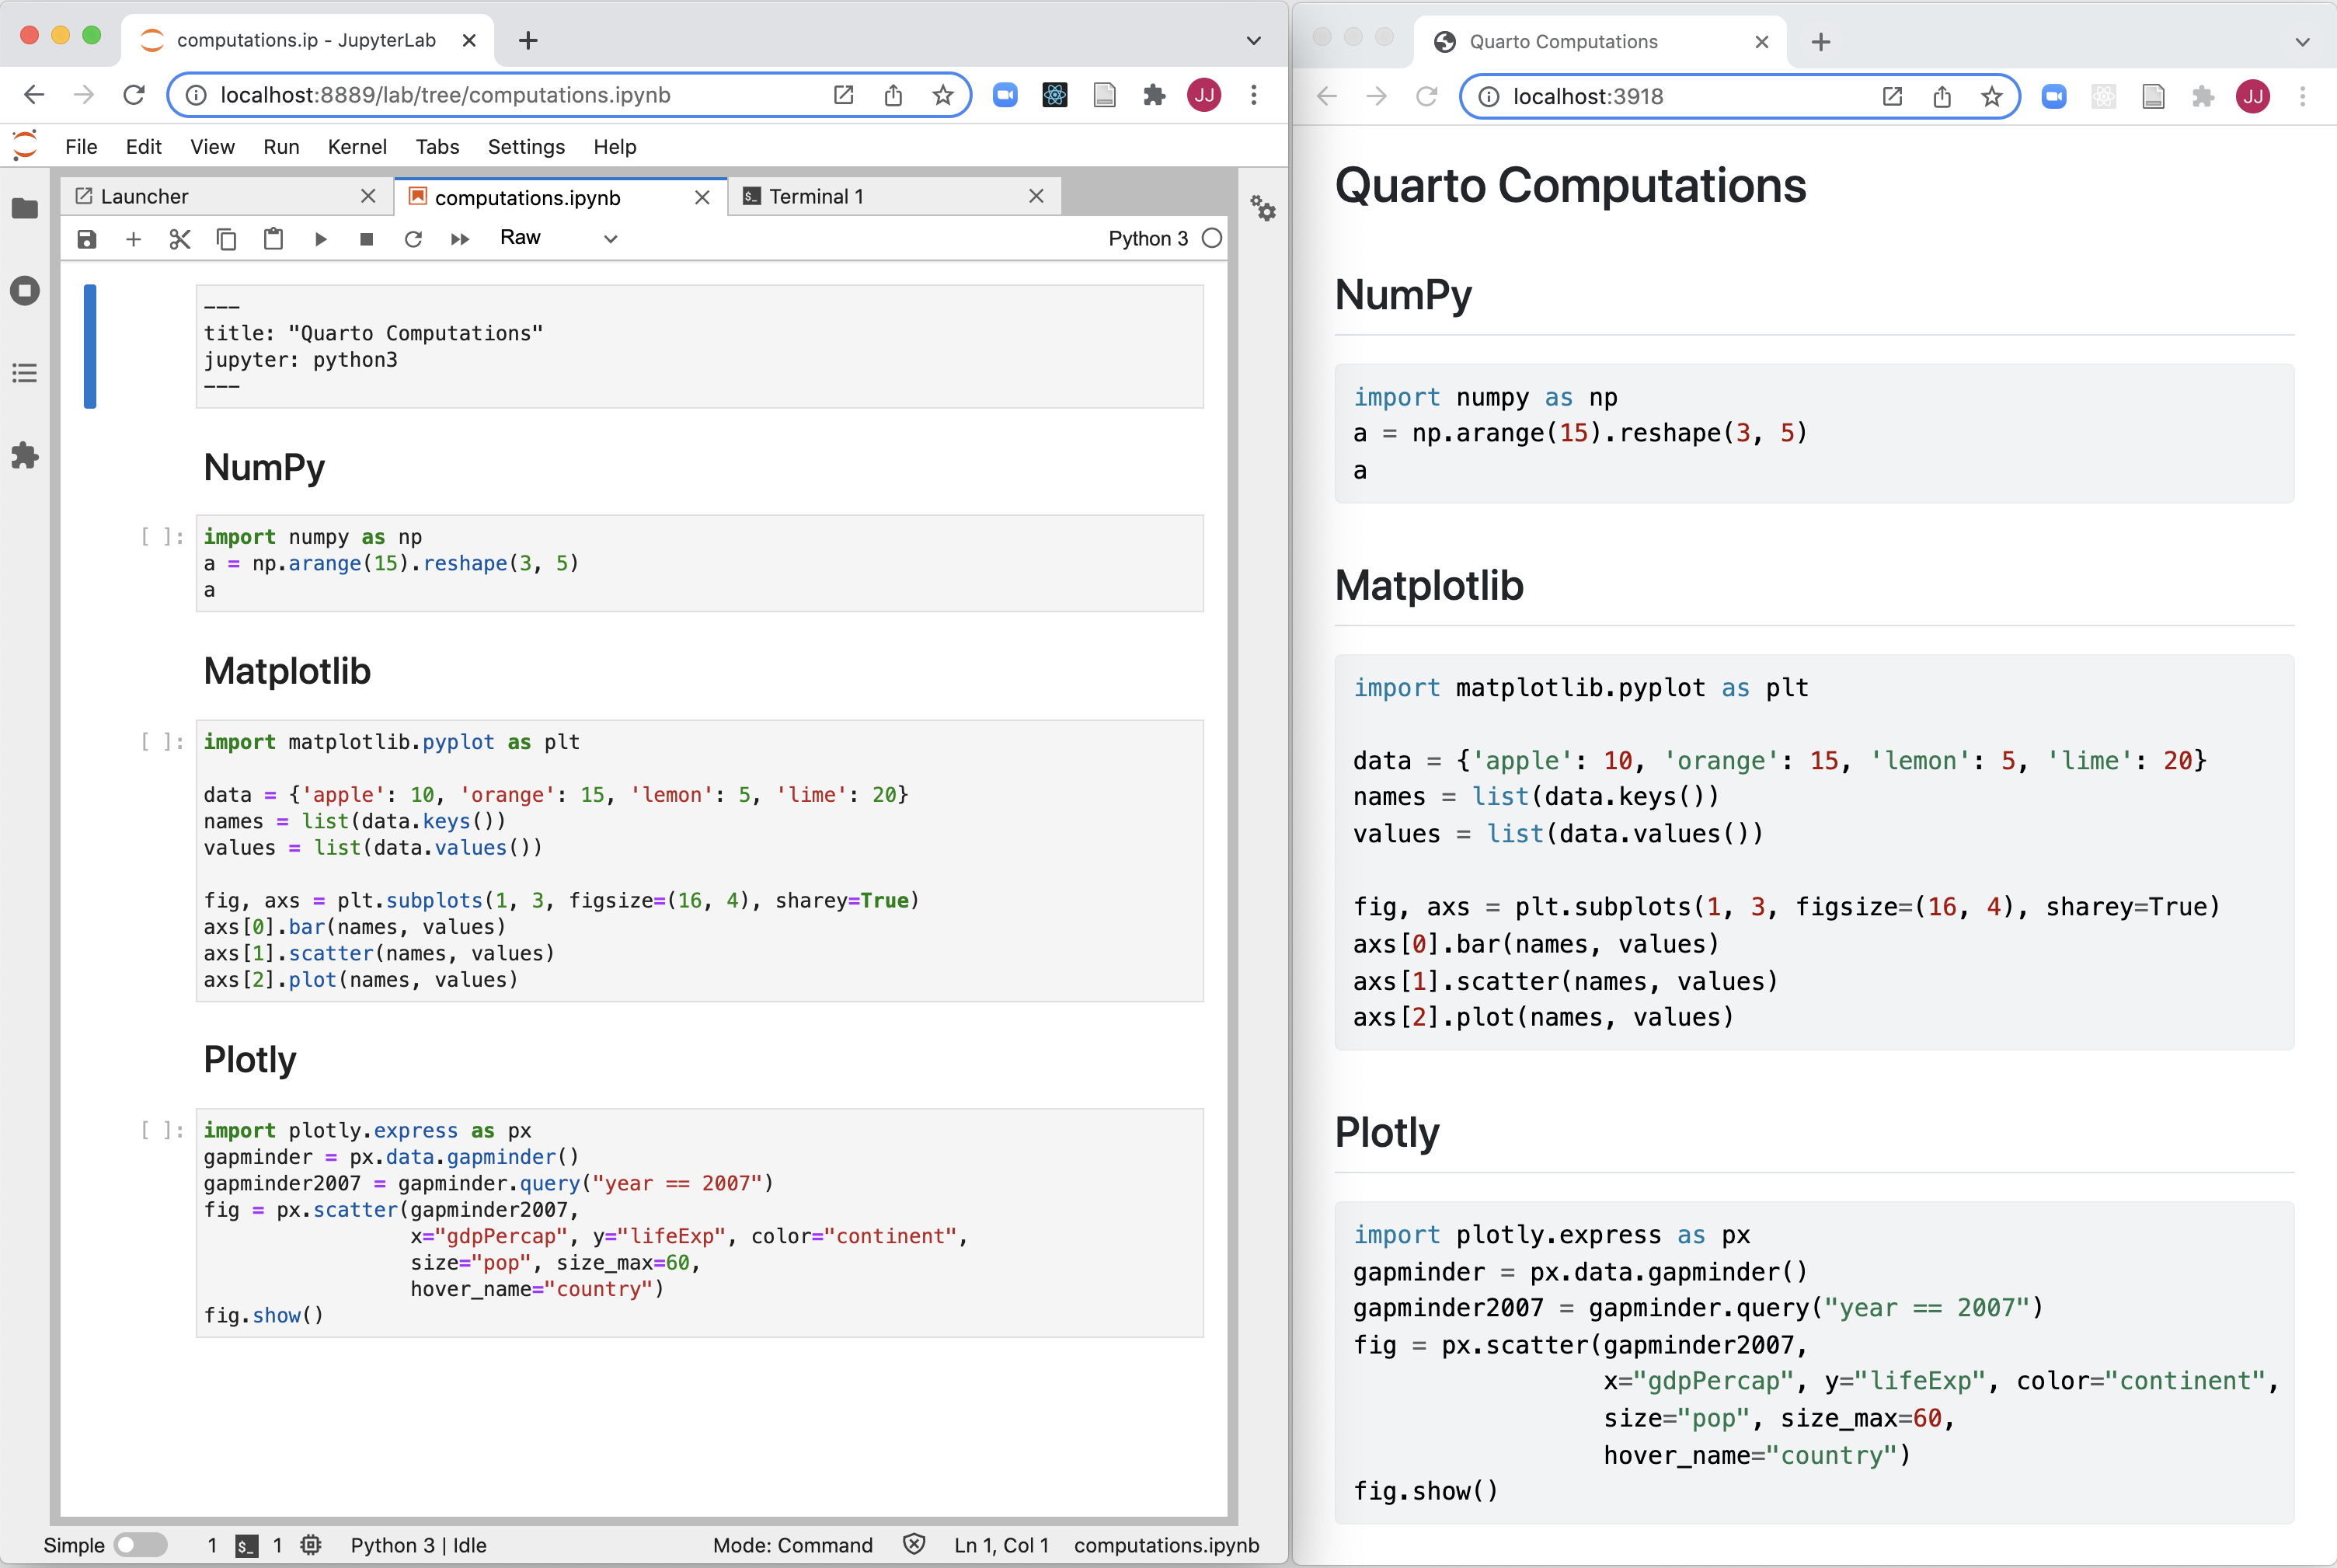 computations.ip - JupyterLab
localhost:8889/lab/tree/computations.ipynb
JJ
File Edit View Run Kernel Tabs Settings Help
Launcher
computations.ipynb
Terminal 1
Raw
Python 3
---
title: "Quarto Computations"
jupyter: python3
---
NumPy
[ ]:
import numpy as np
a = np.arange(15).reshape(3, 5)
a
Matplotlib
[ ]:
import matplotlib.pyplot as plt
data = {'apple': 10, 'orange': 15, 'lemon': 5, 'lime': 20}
names = list(data.keys())
values = list(data.values())
fig, axs = plt.subplots(1, 3, figsize=(16, 4), sharey=True)
axs[0].bar(names, values)
axs[1].scatter(names, values)
axs[2].plot(names, values)
Plotly
[ ]:
import plotly.express as px
gapminder = px.data.gapminder()
gapminder2007 = gapminder.query("year == 2007")
fig = px.scatter(gapminder2007,
x="gdpPercap", y="lifeExp", color="continent",
size="pop", size_max=60,
hover_name="country")
fig.show()
Simple 1 $_ 1 Python 3 | Idle Mode: Command Ln 1, Col 1 computations.ipynb
Quarto Computations
localhost:3918
JJ
Quarto Computations
NumPy
import numpy as np
a = np.arange(15).reshape(3, 5)
a
Matplotlib
import matplotlib.pyplot as plt
data = {'apple': 10, 'orange': 15, 'lemon': 5, 'lime': 20}
names = list(data.keys())
values = list(data.values())
fig, axs = plt.subplots(1, 3, figsize=(16, 4), sharey=True)
axs[0].bar(names, values)
axs[1].scatter(names, values)
axs[2].plot(names, values)
Plotly
import plotly.express as px
gapminder = px.data.gapminder()
gapminder2007 = gapminder.query("year == 2007")
fig = px.scatter(gapminder2007,
x="gdpPercap", y="lifeExp", color="continent",
size="pop", size_max=60,
hover_name="country")
fig.show()